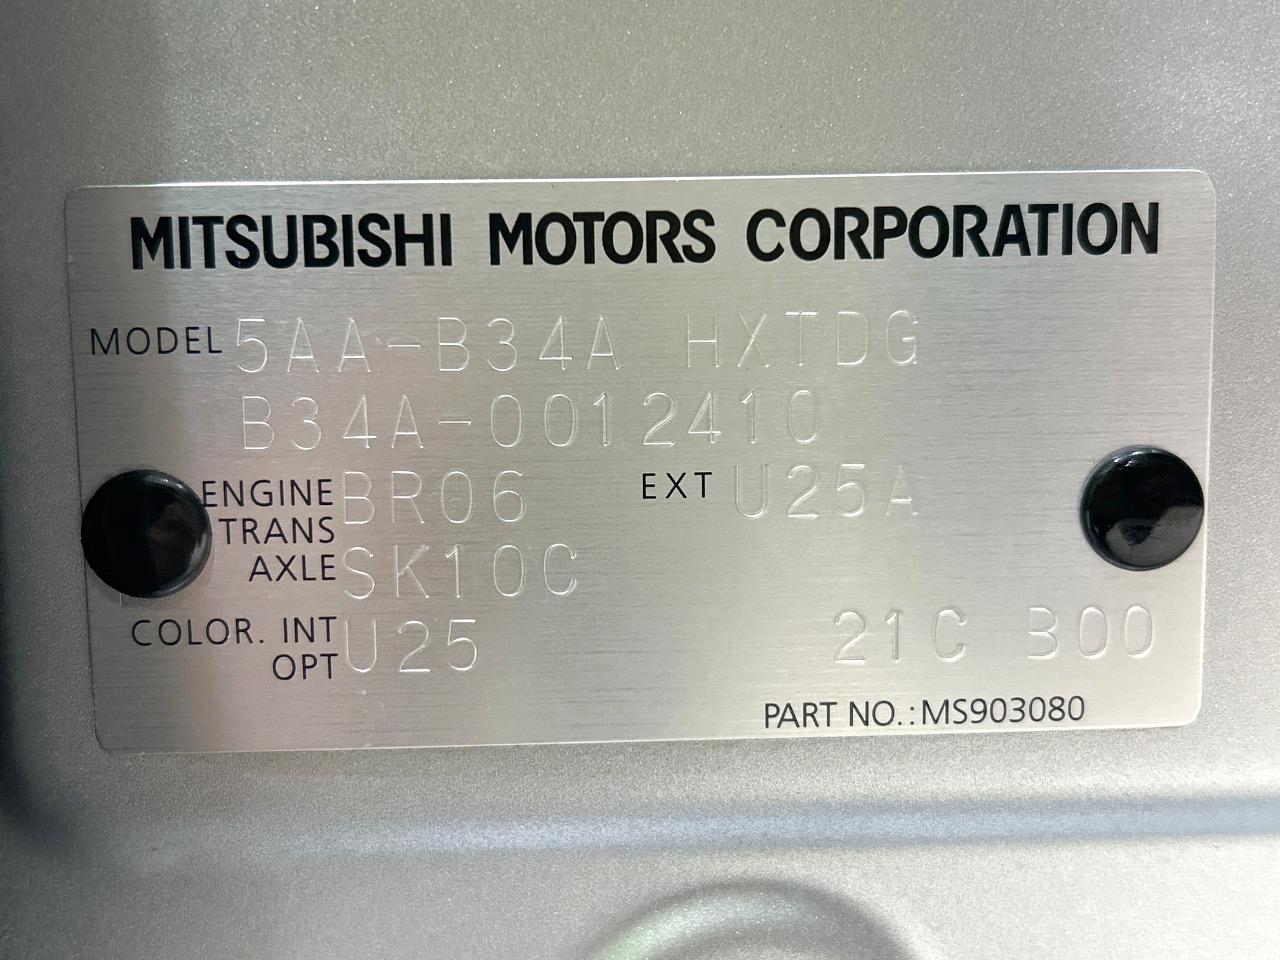 MITSUBISHI MOTORS CORPORATION
MODEL 5AA-B34A HXTDG
B34A-0012410
ENGINE BR06 EXT U25A
TRANS
AXLE SK10C
COLOR. INT U25 21C B00
OPT
PART NO.: MS903080